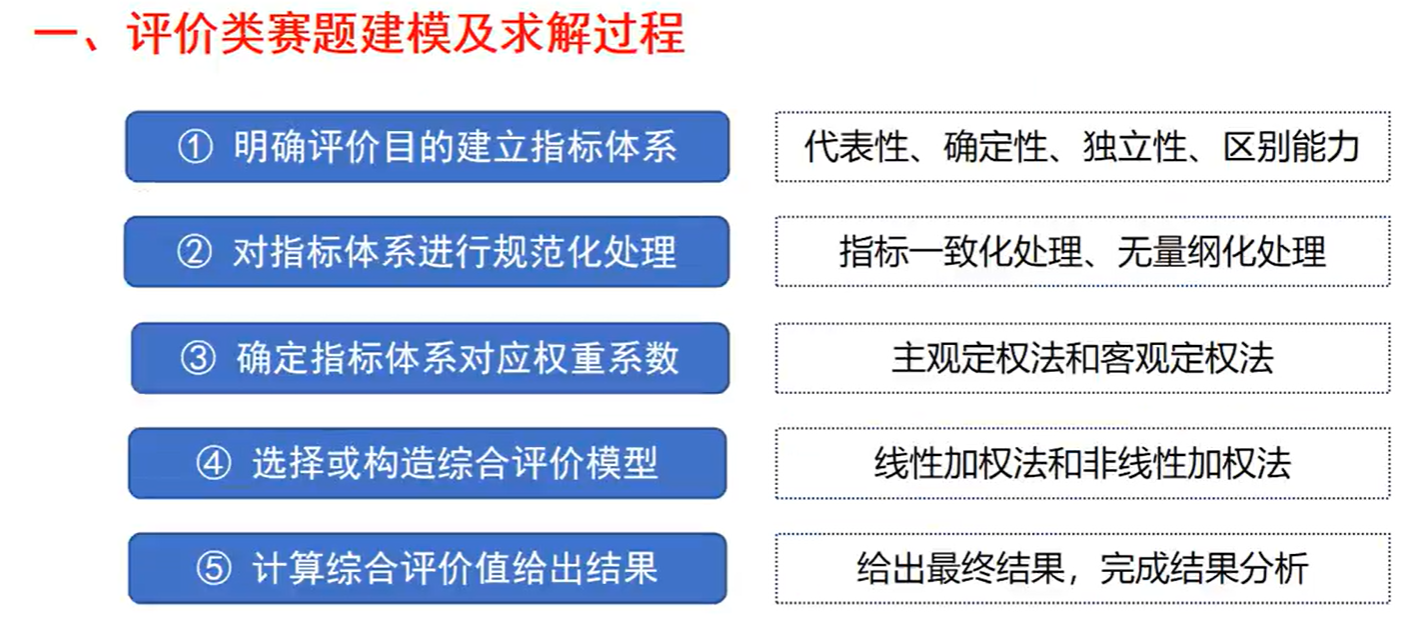 一、评价类赛题建模及求解过程
① 明确评价目的建立指标体系
代表性、确定性、独立性、区别能力
② 对指标体系进行规范化处理
指标一致化处理、无量纲化处理
③ 确定指标体系对应权重系数
主观定权法和客观定权法
④ 选择或构造综合评价模型
线性加权法和非线性加权法
⑤ 计算综合评价值给出结果
给出最终结果，完成结果分析